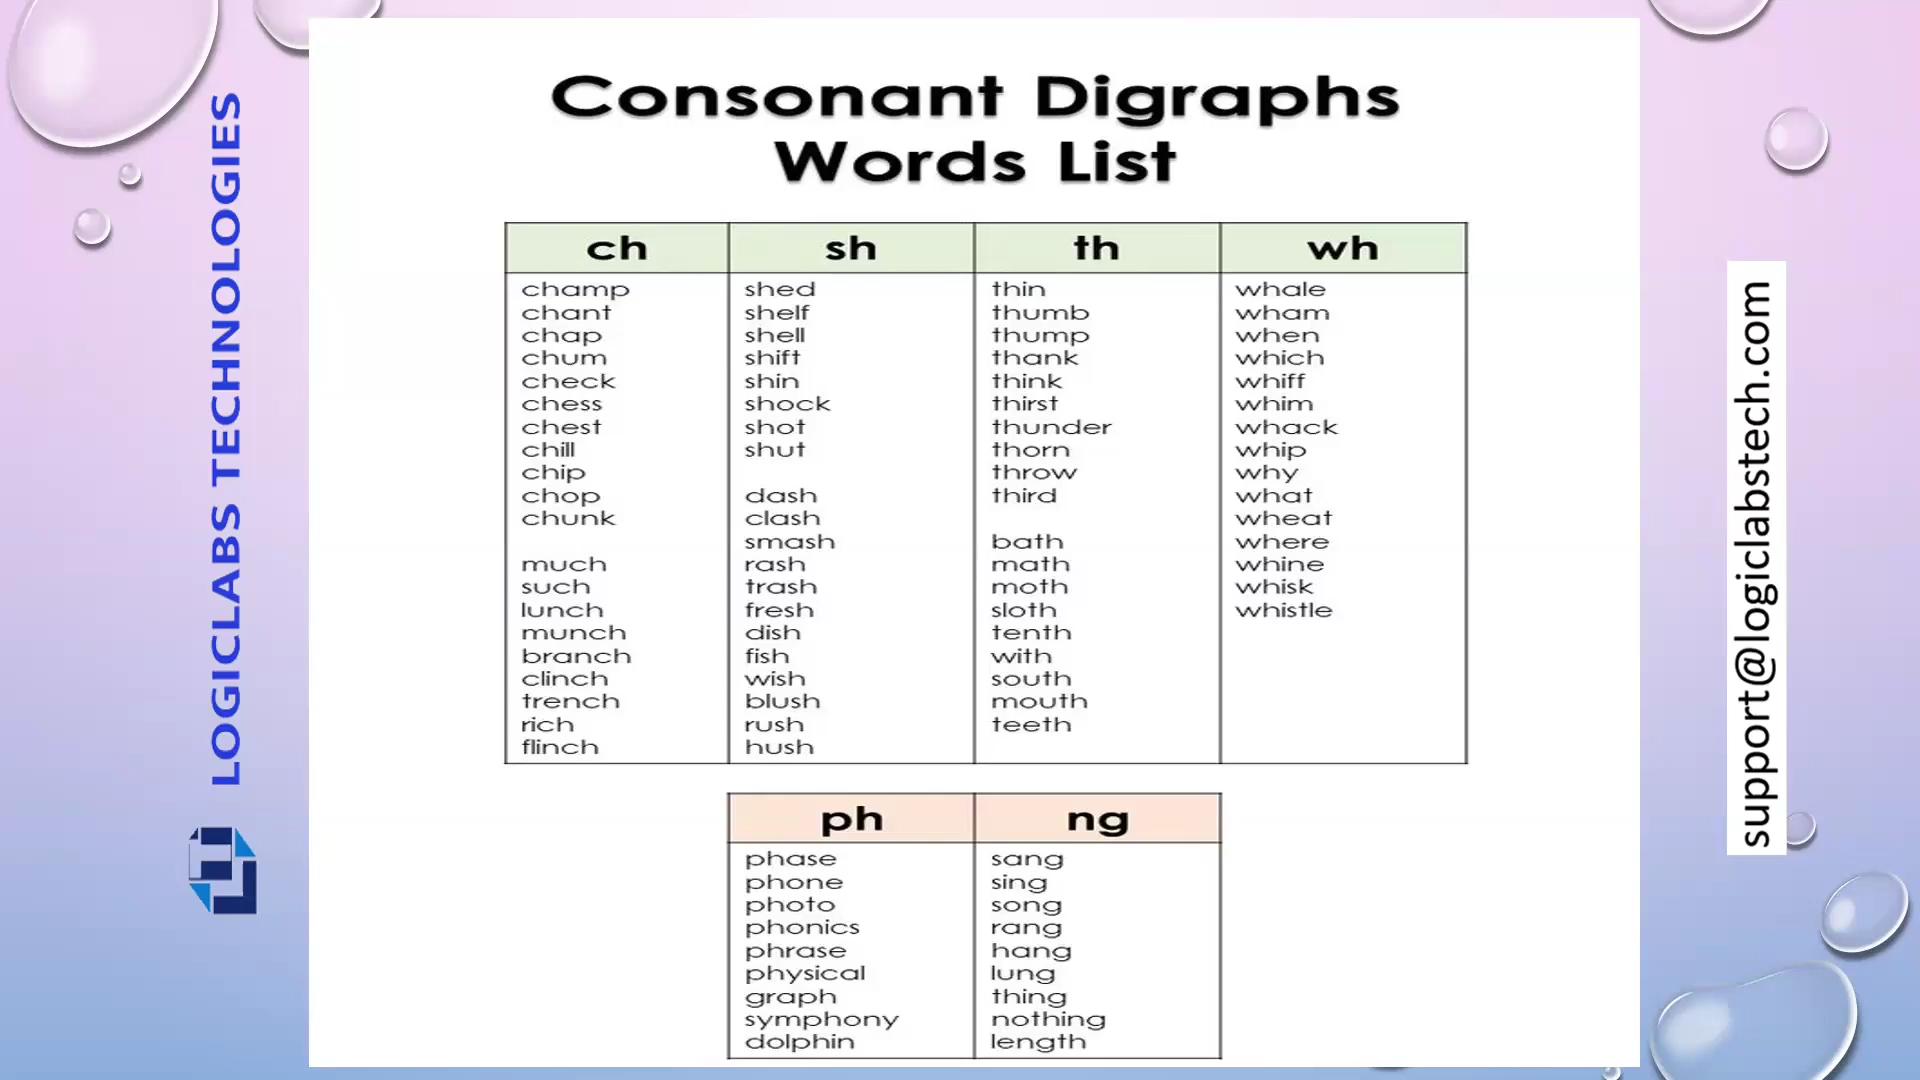 LOGICLABS TECHNOLOGIES
Consonant Digraphs
Words List
ch
champ
chant
chap
chum
check
chess
chest
chill
chip
chop
chunk
much
such
lunch
munch
branch
clinch
trench
rich
flinch
sh
shed
shelf
shell
shift
shin
shock
shot
shut
dash
clash
smash
rash
trash
fresh
dish
fish
wish
blush
rush
hush
th
thin
thumb
thump
thank
think
thirst
thunder
thorn
throw
third
bath
math
moth
sloth
tenth
with
south
mouth
teeth
wh
whale
wham
when
which
whiff
whim
whack
whip
why
what
wheat
where
whine
whisk
whistle
ph
phase
phone
photo
phonics
phrase
physical
graph
symphony
dolphin
ng
sang
sing
song
rang
hang
lung
thing
nothing
length
support@logiclabstech.com